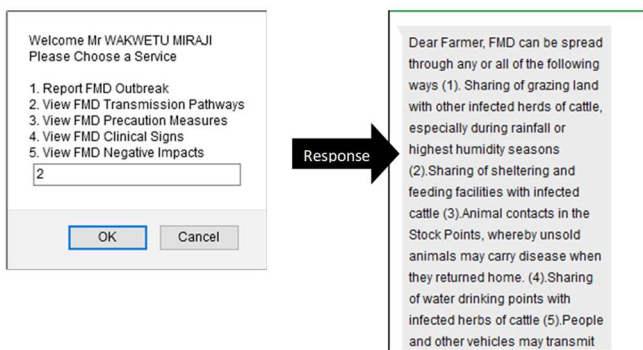 Welcome Mr WAKWETU MIRAJI
Please Choose a Service
1. Report FMD Outbreak
2. View FMD Transmission Pathways
3. View FMD Precaution Measures
4. View FMD Clinical Signs
5. View FMD Negative Impacts
2
OK Cancel
Response
Dear Farmer, FMD can be spread
through any or all of the following
ways (1). Sharing of grazing land
with other infected herds of cattle,
especially during rainfall or
highest humidity seasons
(2).Sharing of sheltering and
feeding facilities with infected
cattle (3).Animal contacts in the
Stock Points, whereby unsold
animals may carry disease when
they returned home. (4).Sharing
of water drinking points with
infected herbs of cattle (5).People
and other vehicles may transmit